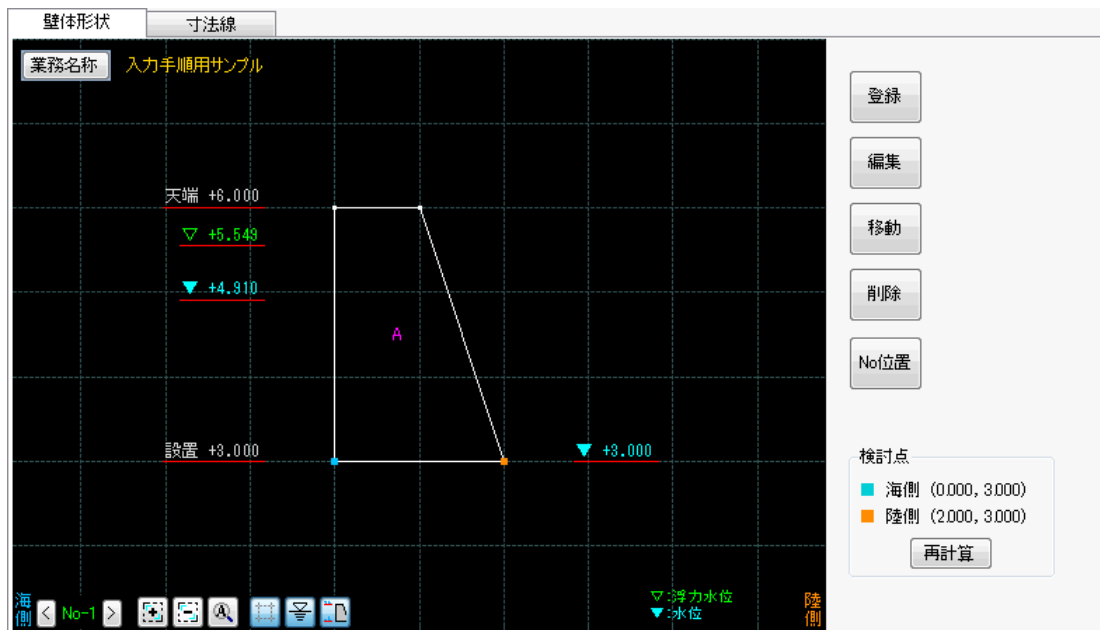 壁体形状
寸法線
業務名称 入力手順用サンプル
天端 +6.000
▽ +5.549
▼ +4.910
A
設置 +3.000
▼ +3.000
海側
< No-1 >
▽:浮力水位
▼:水位
陸側
登録
編集
移動
削除
No位置
検討点
■ 海側 (0.000, 3.000)
■ 陸側 (2.000, 3.000)
再計算